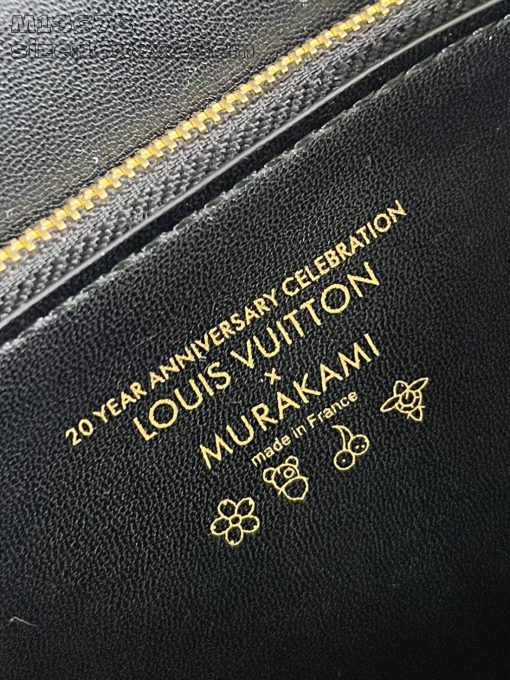 20 YEAR ANNIVERSARY CELEBRATION
LOUIS VUITTON
×
MURAKAMI
made in France